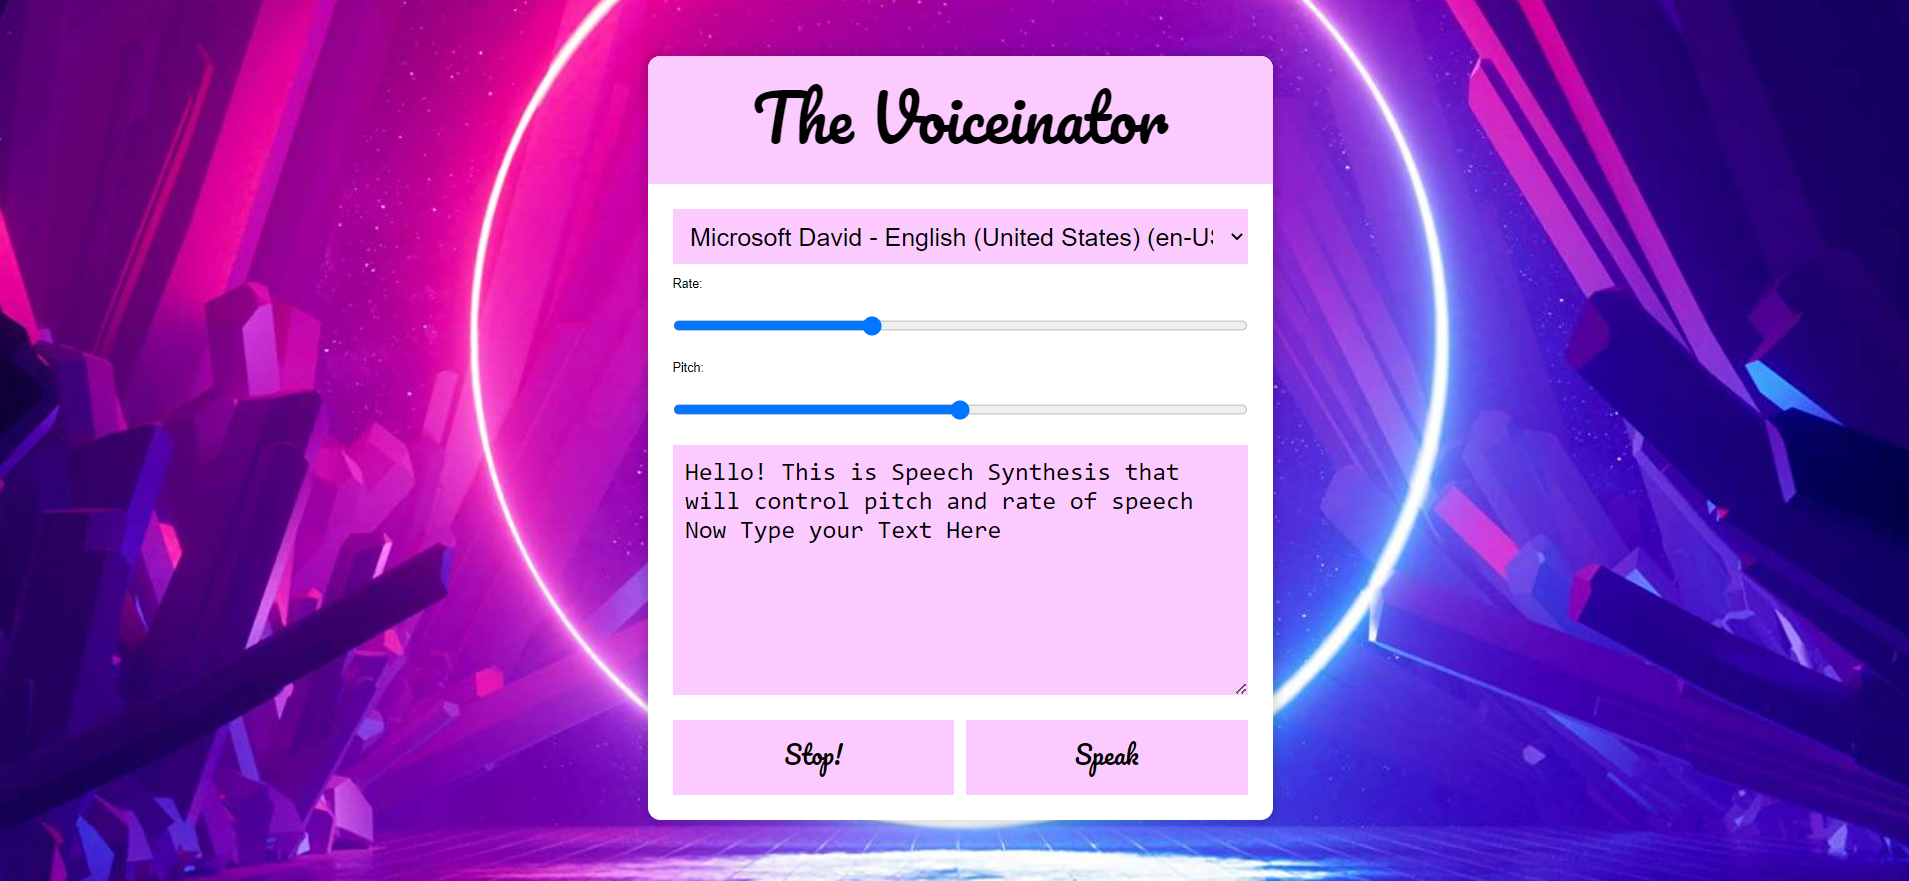 The Voiceinator
Microsoft David - English (United States) (en-US
Rate:
Pitch:
Hello! This is Speech Synthesis that
will control pitch and rate of speech
Now Type your Text Here
Stop!
Speak